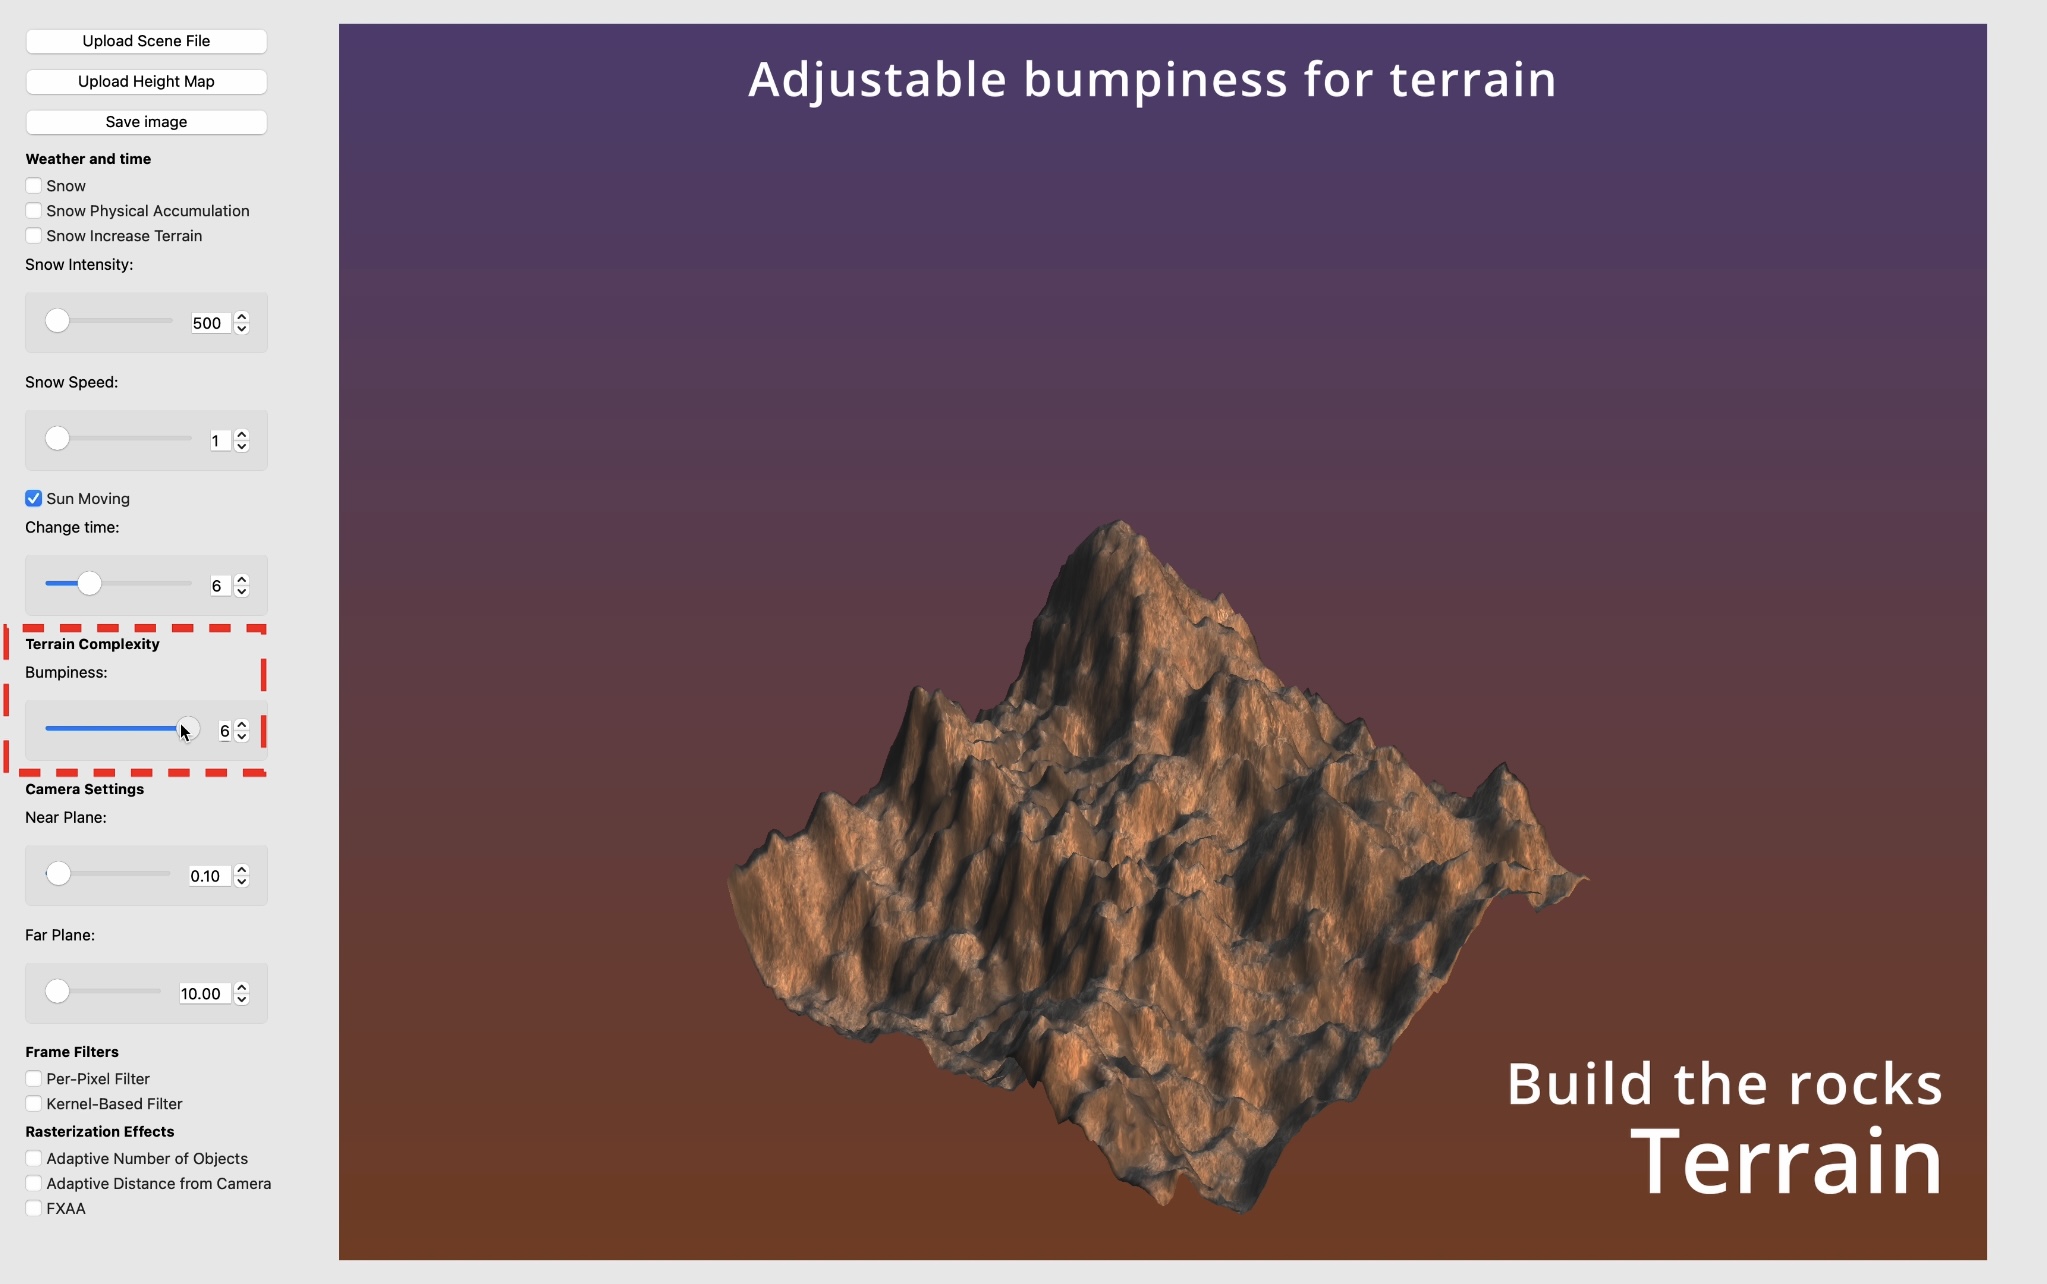 Upload Scene File
Upload Height Map
Save image
Weather and time
Snow
Snow Physical Accumulation
Snow Increase Terrain
Snow Intensity:
500
Snow Speed:
1
Sun Moving
Change time:
6
Terrain Complexity
Bumpiness:
6
Camera Settings
Near Plane:
0.10
Far Plane:
10.00
Frame Filters
Per-Pixel Filter
Kernel-Based Filter
Rasterization Effects
Adaptive Number of Objects
Adaptive Distance from Camera
FXAA
Adjustable bumpiness for terrain
Build the rocks
Terrain